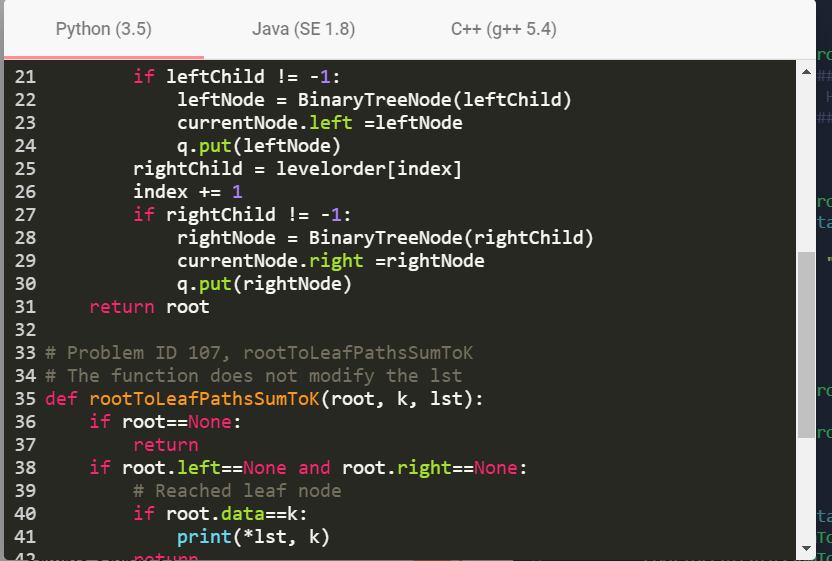 Python (3.5) Java (SE 1.8) C++ (g++ 5.4)
21         if leftChild != -1:
22             leftNode = BinaryTreeNode(leftChild)
23             currentNode.left =leftNode
24             q.put(leftNode)
25         rightChild = levelorder[index]
26         index += 1
27         if rightChild != -1:
28             rightNode = BinaryTreeNode(rightChild)
29             currentNode.right =rightNode
30             q.put(rightNode)
31     return root
32
33 # Problem ID 107, rootToLeafPathsSumToK
34 # The function does not modify the lst
35 def rootToLeafPathsSumToK(root, k, lst):
36     if root==None:
37         return
38     if root.left==None and root.right==None:
39         # Reached leaf node
40         if root.data==k:
41             print(*lst, k)
42         return